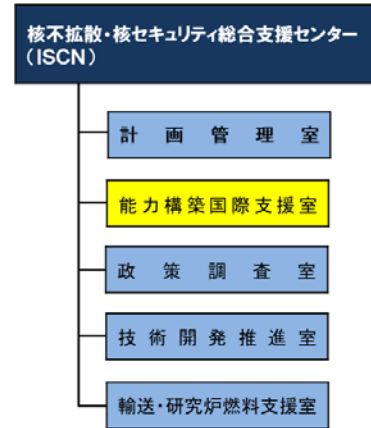 核不拡散・核セキュリティ総合支援センター
（ISCN）
計画管理室
能力構築国際支援室
政策調査室
技術開発推進室
輸送・研究炉燃料支援室